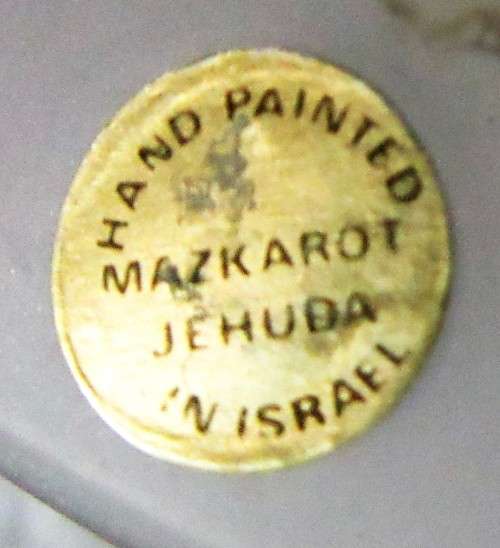 HAND PAINTED
MAZKAROT
JEHUDA
IN ISRAEL